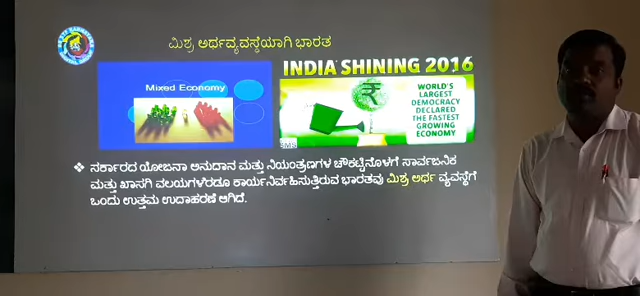 ಮಿಶ್ರ ಅರ್ಥವ್ಯವಸ್ಥೆಯಾಗಿ ಭಾರತ
Mixed Economy
INDIA SHINING 2016
WORLD'S
LARGEST
DEMOCRACY
DECLARED
THE FASTEST
GROWING
ECONOMY
SMS
❖ ಸರ್ಕಾರದ ಯೋಜನಾ ಅನುದಾನ ಮತ್ತು ನಿಯಂತ್ರಣಗಳ ಚೌಕಟ್ಟಿನೊಳಗೆ ಸಾರ್ವಜನಿಕ
ಮತ್ತು ಖಾಸಗಿ ವಲಯಗಳೆರಡೂ ಕಾರ್ಯನಿರ್ವಹಿಸುತ್ತಿರುವ ಭಾರತವು ಮಿಶ್ರ ಅರ್ಥ ವ್ಯವಸ್ಥೆಗೆ
ಒಂದು ಉತ್ತಮ ಉದಾಹರಣೆ ಆಗಿದೆ.